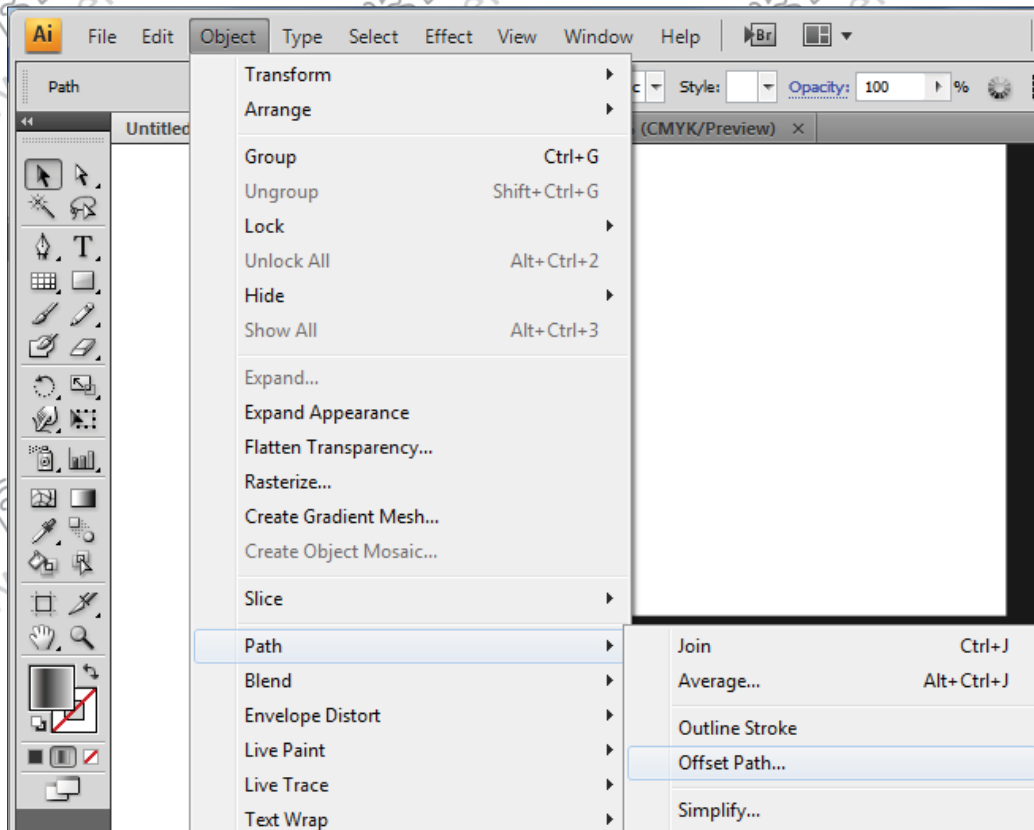 Ai File Edit Object Type Select Effect View Window Help Br
Path Style: Opacity: 100 %
Untitled (CMYK/Preview) ×
Transform
Arrange
Group Ctrl+G
Ungroup Shift+Ctrl+G
Lock
Unlock All Alt+Ctrl+2
Hide
Show All Alt+Ctrl+3
Expand...
Expand Appearance
Flatten Transparency...
Rasterize...
Create Gradient Mesh...
Create Object Mosaic...
Slice
Path
Blend
Envelope Distort
Live Paint
Live Trace
Text Wrap
Join Ctrl+J
Average... Alt+Ctrl+J
Outline Stroke
Offset Path...
Simplify...